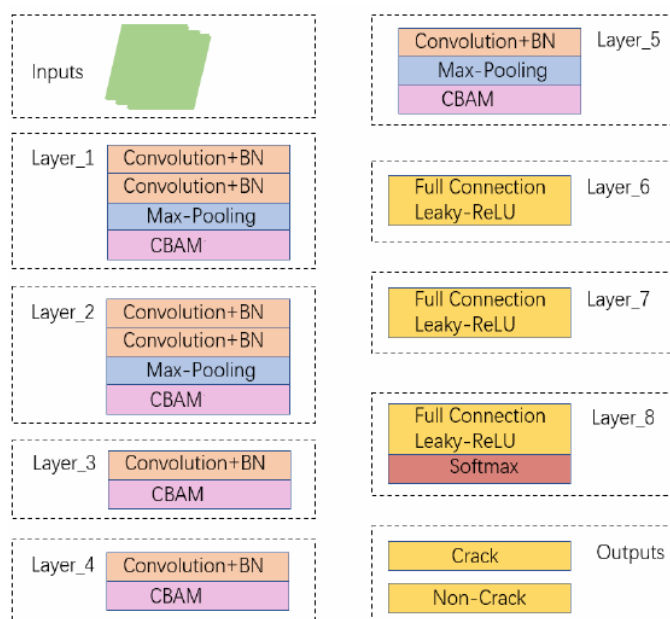 Inputs
Layer_1
Convolution+BN
Convolution+BN
Max-Pooling
CBAM
Layer_2
Convolution+BN
Convolution+BN
Max-Pooling
CBAM
Layer_3
Convolution+BN
CBAM
Layer_4
Convolution+BN
CBAM
Layer_5
Convolution+BN
Max-Pooling
CBAM
Layer_6
Full Connection
Leaky-ReLU
Layer_7
Full Connection
Leaky-ReLU
Layer_8
Full Connection
Leaky-ReLU
Softmax
Outputs
Crack
Non-Crack